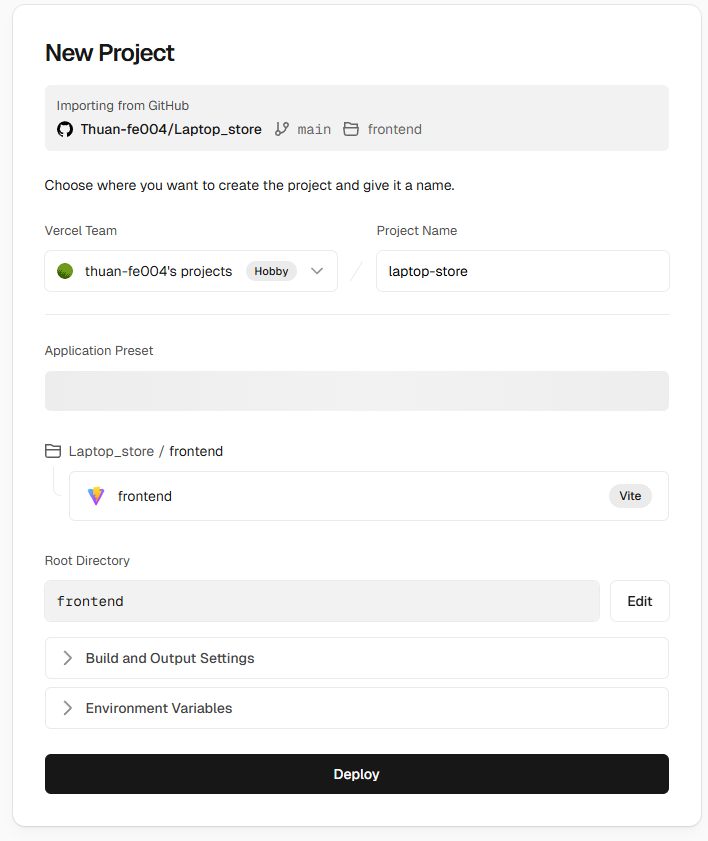 New Project
Importing from GitHub
Thuan-fe004/Laptop_store main frontend
Choose where you want to create the project and give it a name.
Vercel Team Project Name
thuan-fe004's projects Hobby / laptop-store
Application Preset
Laptop_store / frontend
frontend Vite
Root Directory
frontend Edit
Build and Output Settings
Environment Variables
Deploy